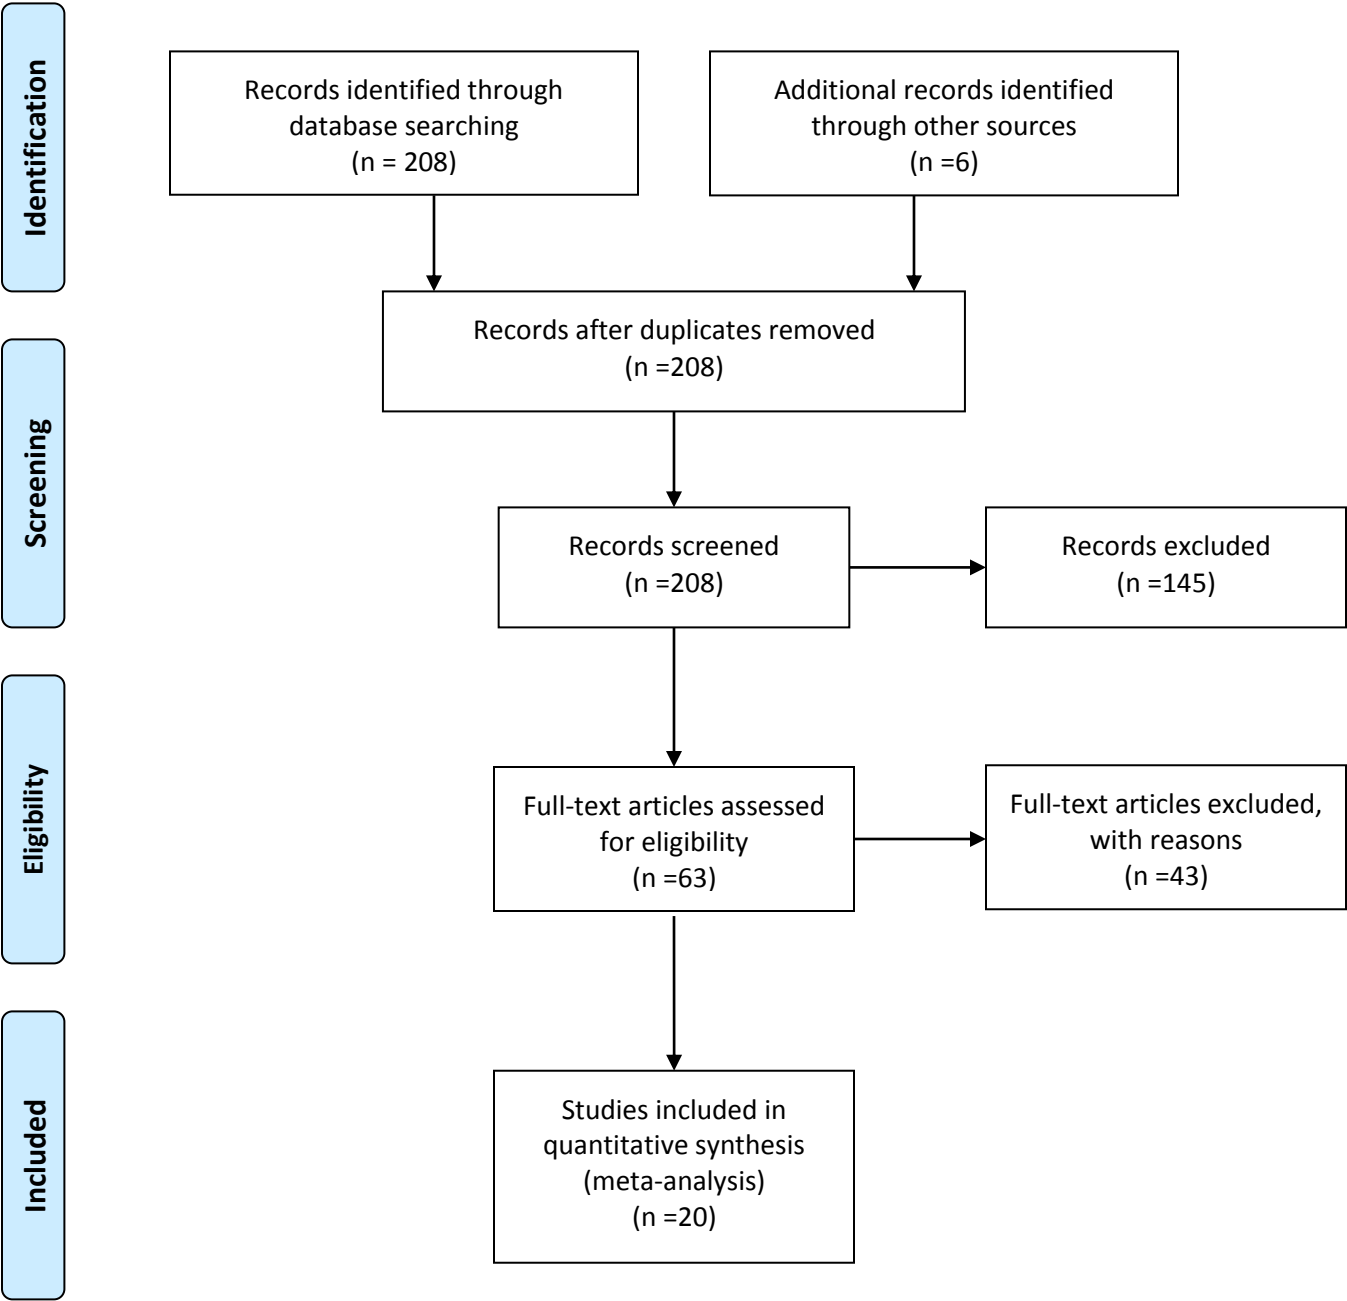 Identification
Records identified through
database searching
(n = 208)
Additional records identified
through other sources
(n =6)
Records after duplicates removed
(n =208)
Screening
Records screened
(n =208)
Records excluded
(n =145)
Eligibility
Full-text articles assessed
for eligibility
(n =63)
Full-text articles excluded,
with reasons
(n =43)
Included
Studies included in
quantitative synthesis
(meta-analysis)
(n =20)